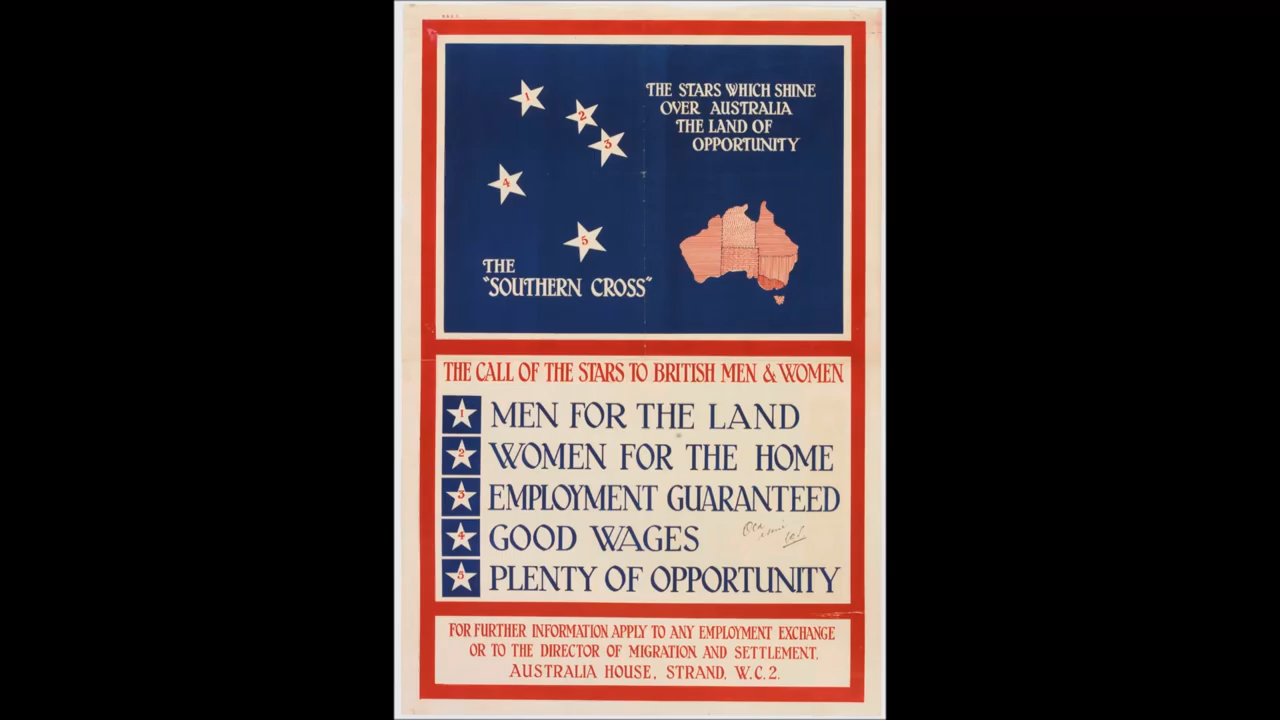 1
2
3
4
5
THE STARS WHICH SHINE
OVER AUSTRALIA
THE LAND OF
OPPORTUNITY
THE
"SOUTHERN CROSS"
THE CALL OF THE STARS TO BRITISH MEN & WOMEN
1 MEN FOR THE LAND
2 WOMEN FOR THE HOME
3 EMPLOYMENT GUARANTEED
4 GOOD WAGES
5 PLENTY OF OPPORTUNITY
FOR FURTHER INFORMATION APPLY TO ANY EMPLOYMENT EXCHANGE
OR TO THE DIRECTOR OF MIGRATION AND SETTLEMENT.
AUSTRALIA HOUSE, STRAND. W.C.2.